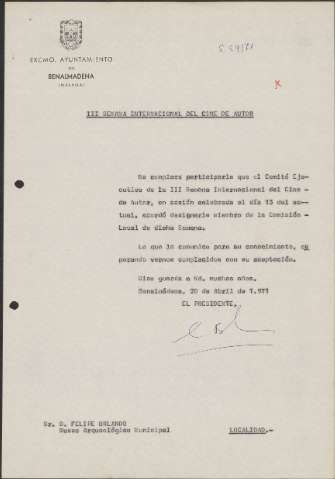 EXCMO. AYUNTAMIENTO
DE
BENALMADENA
(MALAGA)
III SEMANA INTERNACIONAL DEL CINE DE AUTOR
Me complace participarle que el Comité Eje-
cutivo de la III Semana Internacional del Cine -
de Autor, en sesión celebrada el día 13 del ac-
tual, acordó designarle miembro de la Comisión -
Local de dicha Semana.
Lo que le comunico para su conocimiento, es
perando vernos complacidos con su aceptación.
Dios guarde a Vd. muchos años.
Benalmádena, 20 de Abril de 1.971
EL PRESIDENTE,
Sr. D. FELIPE ORLANDO
Museo Arqueológico Municipal
LOCALIDAD.-